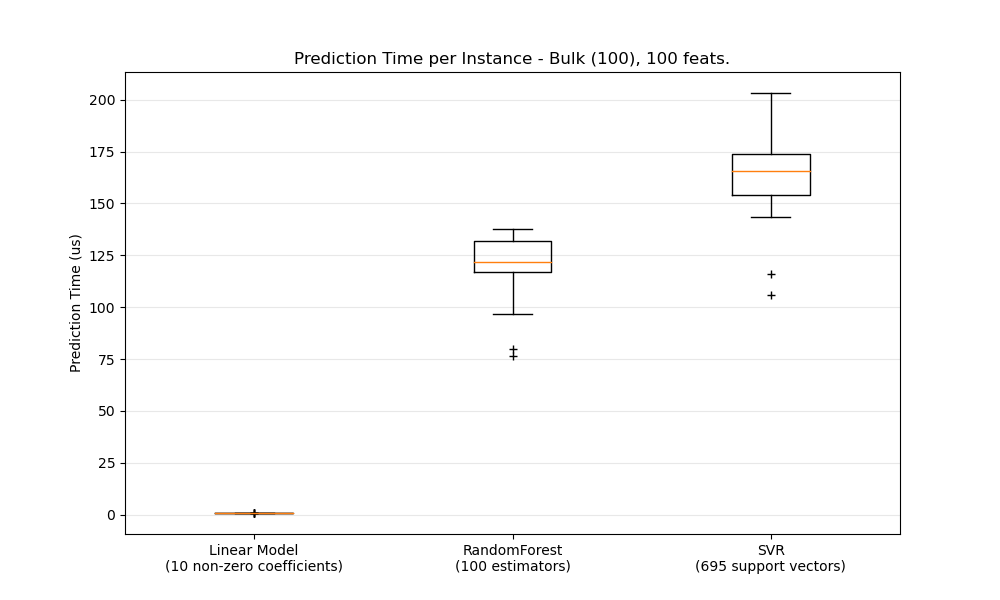 Prediction Time per Instance - Bulk (100), 100 feats.
Prediction Time (us)
200
175
150
125
100
75
50
25
0
Linear Model
(10 non-zero coefficients)
RandomForest
(100 estimators)
SVR
(695 support vectors)